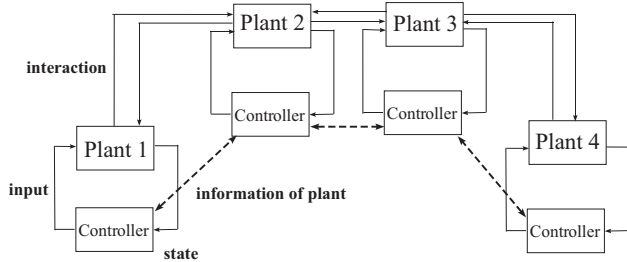 Plant 2
Plant 3
interaction
Controller
Controller
Plant 1
Plant 4
input
information of plant
Controller
Controller
state